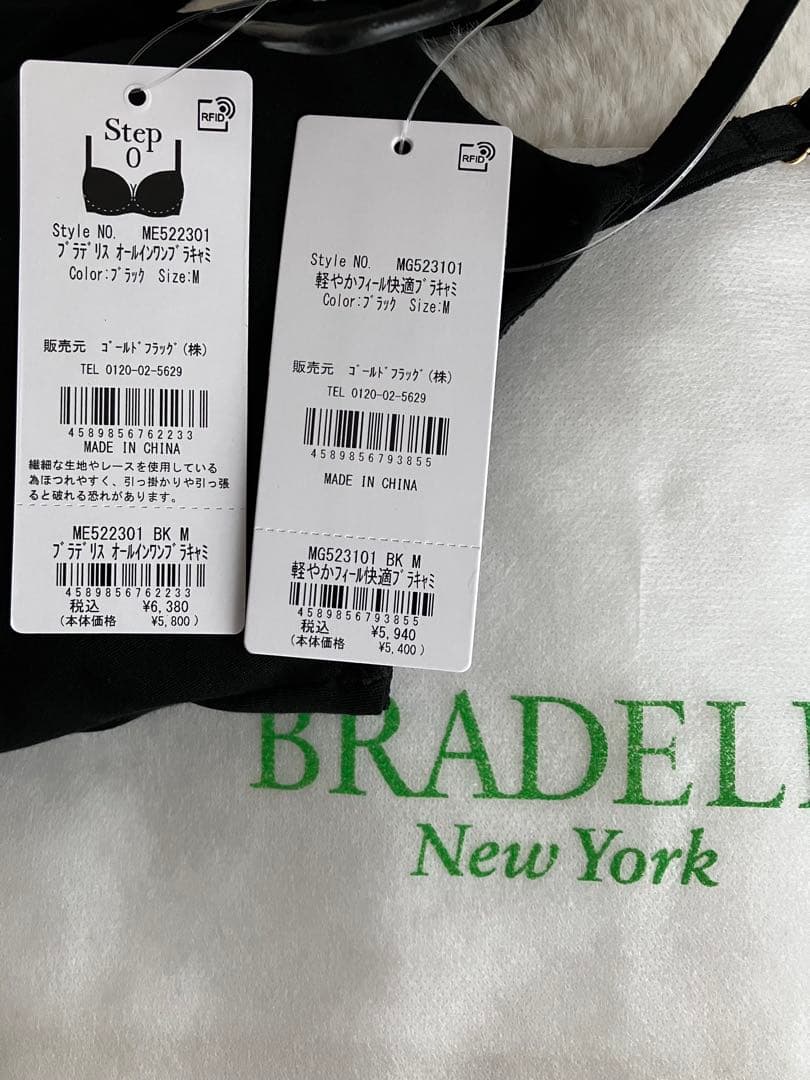 RFID
Step
0
Style NO. ME522301
ﾌﾞﾗﾃﾞﾘｽ ｵｰﾙｲﾝﾜﾝﾌﾞﾗｷｬﾐ
Color:ﾌﾞﾗｯｸ Size:M
販売元 ｺﾞｰﾙﾄﾞﾌﾗｯｸﾞ(株)
TEL 0120-02-5629
4589856762233
MADE IN CHINA
繊細な生地やレースを使用している
為ほつれやすく、引っ掛かりや引っ張
ると破れる恐れがあります。
ME522301 BK M
ﾌﾞﾗﾃﾞﾘｽ ｵｰﾙｲﾝﾜﾝﾌﾞﾗｷｬﾐ
4589856762233
税込 ¥6,380
(本体価格 ¥5,800)
RFID
Style NO. MG523101
軽やかﾌｨｰﾙ快適ﾌﾞﾗｷｬﾐ
Color:ﾌﾞﾗｯｸ Size:M
販売元 ｺﾞｰﾙﾄﾞﾌﾗｯｸﾞ(株)
TEL 0120-02-5629
4589856793855
MADE IN CHINA
MG523101 BK M
軽やかﾌｨｰﾙ快適ﾌﾞﾗｷｬﾐ
4589856793855
税込 ¥5,940
(本体価格 ¥5,400)
BRADEL
New York